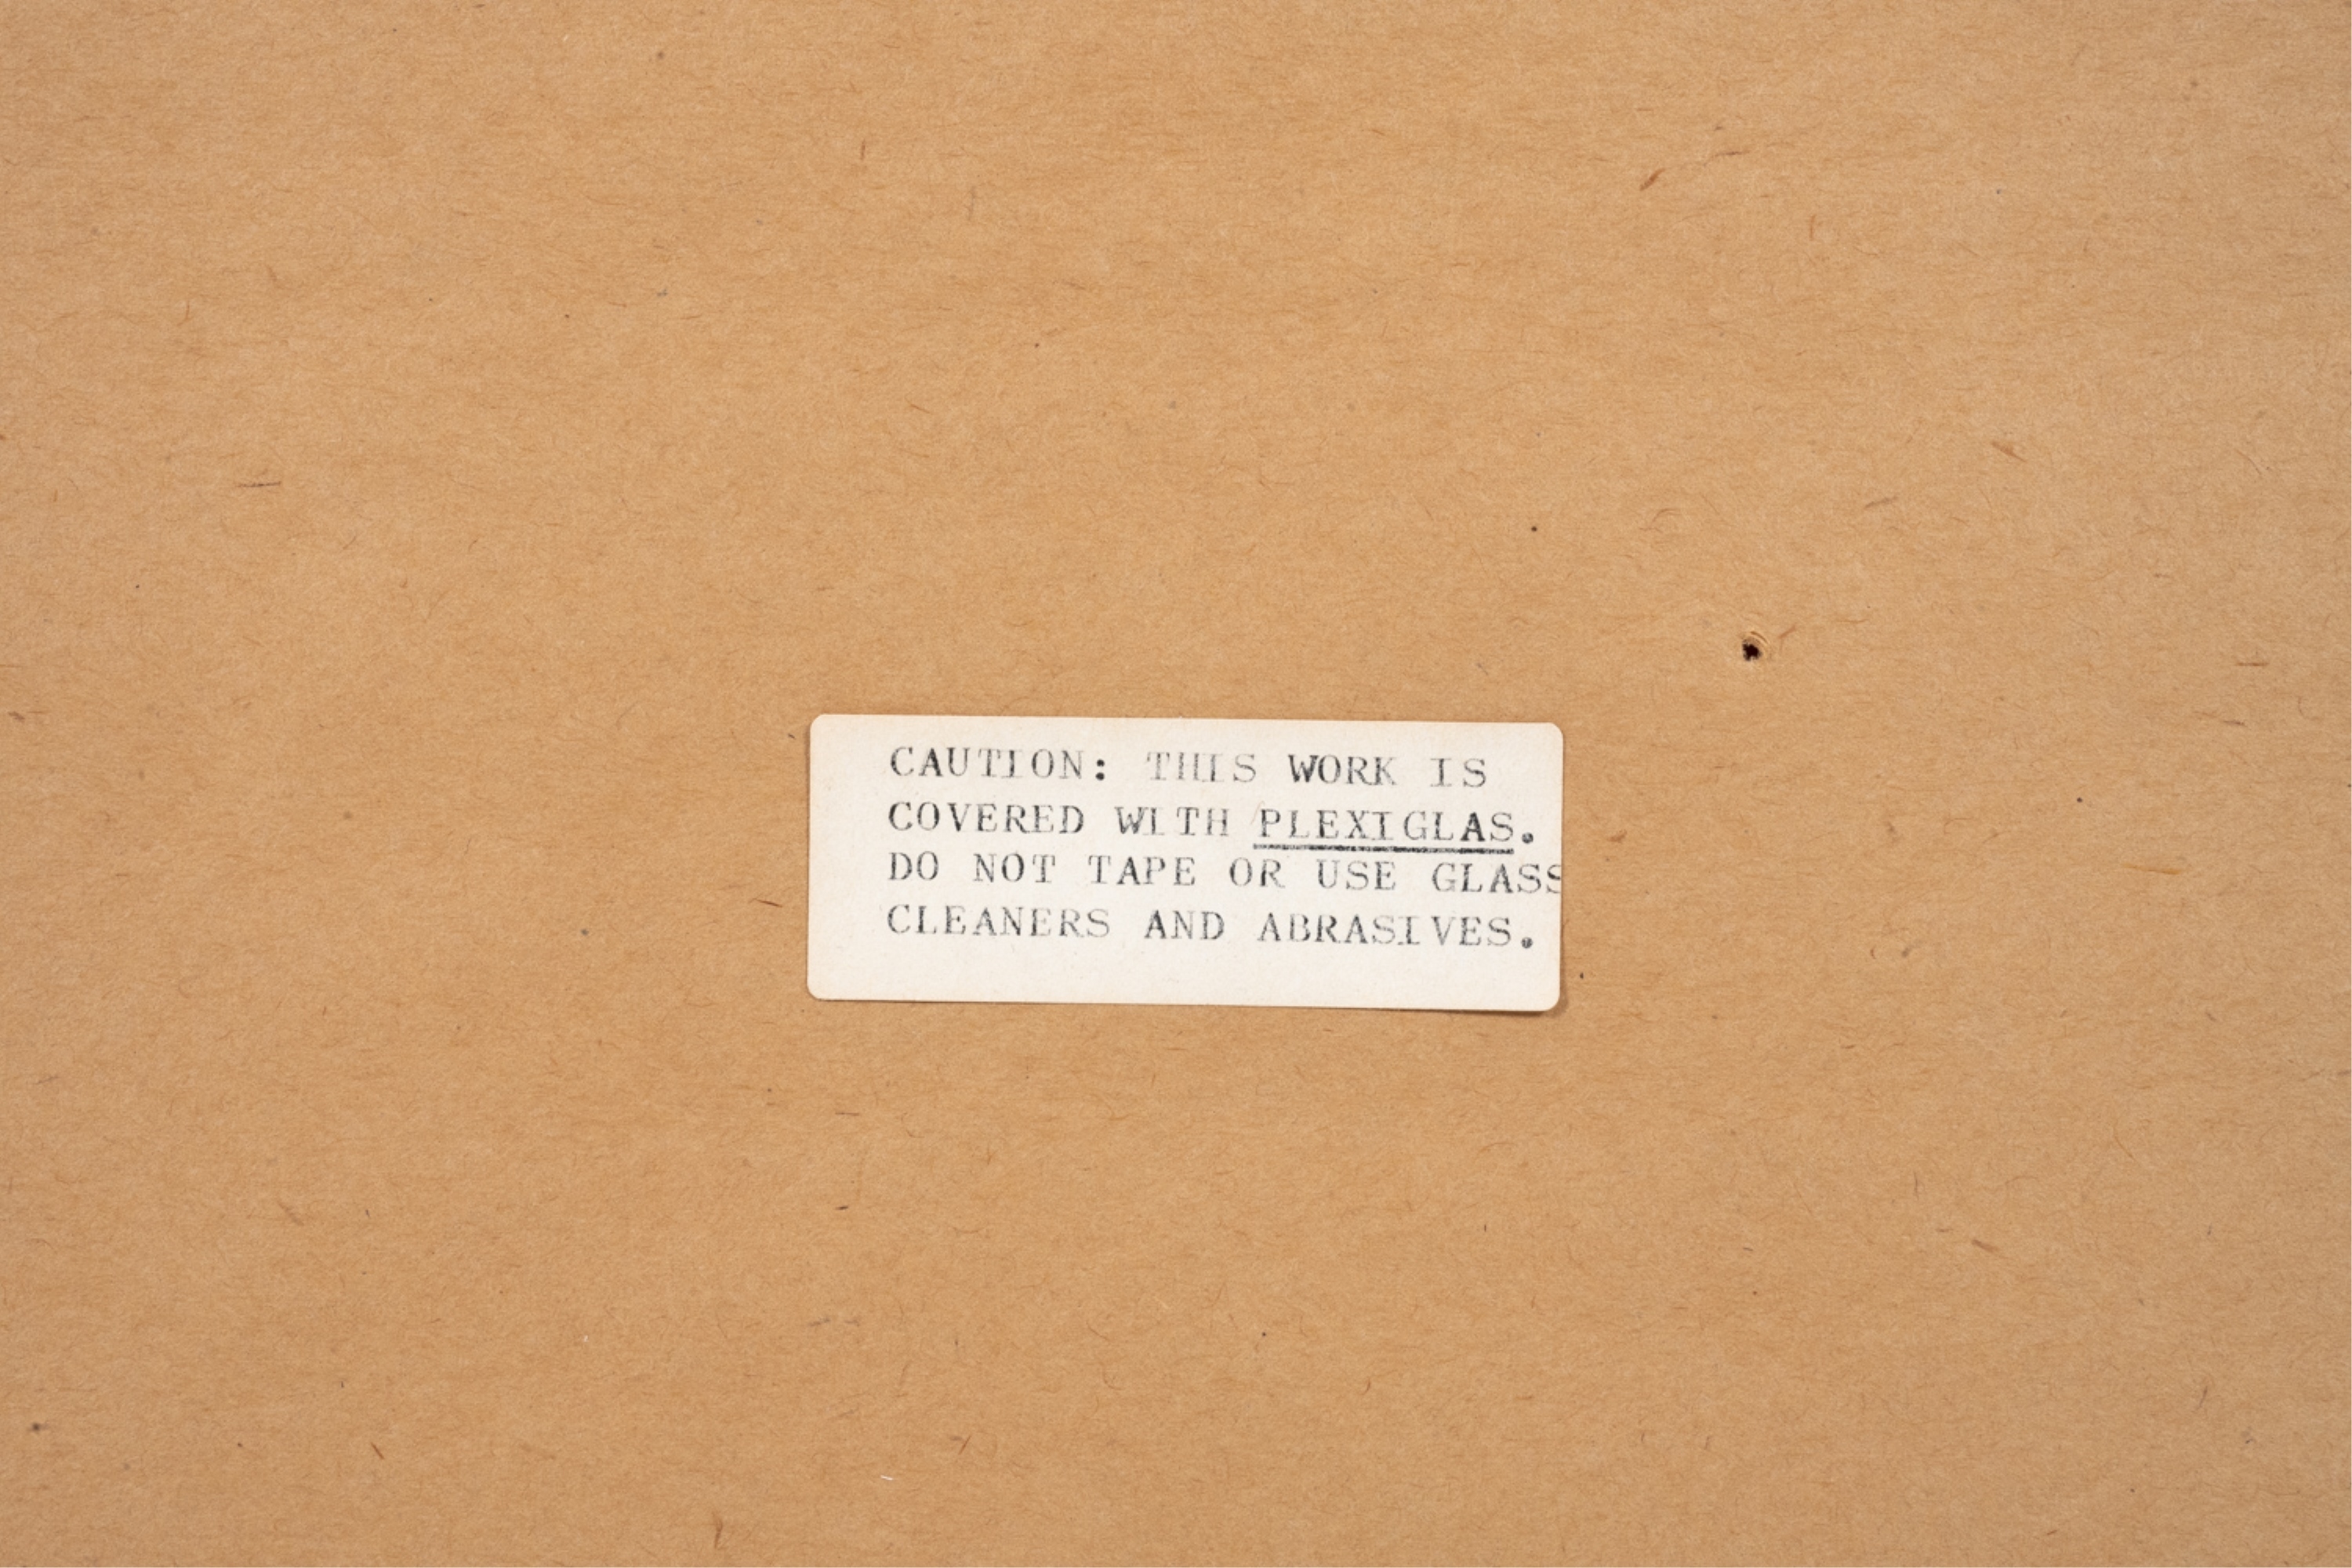 CAUTION: THIS WORK IS
COVERED WITH PLEXIGLAS.
DO NOT TAPE OR USE GLASS
CLEANERS AND ABRASIVES.